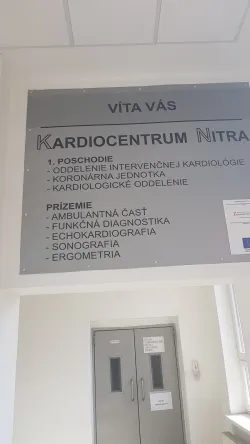 VÍTA VÁS
KARDIOCENTRUM NITRA
1. POSCHODIE
- ODDELENIE INTERVENČNEJ KARDIOLÓGIE
- KORONÁRNA JEDNOTKA
- KARDIOLOGICKÉ ODDELENIE
PRÍZEMIE
- AMBULANTNÁ ČASŤ
- FUNKČNÁ DIAGNOSTIKA
- ECHOKARDIOGRAFIA
- SONOGRAFIA
- ERGOMETRIA